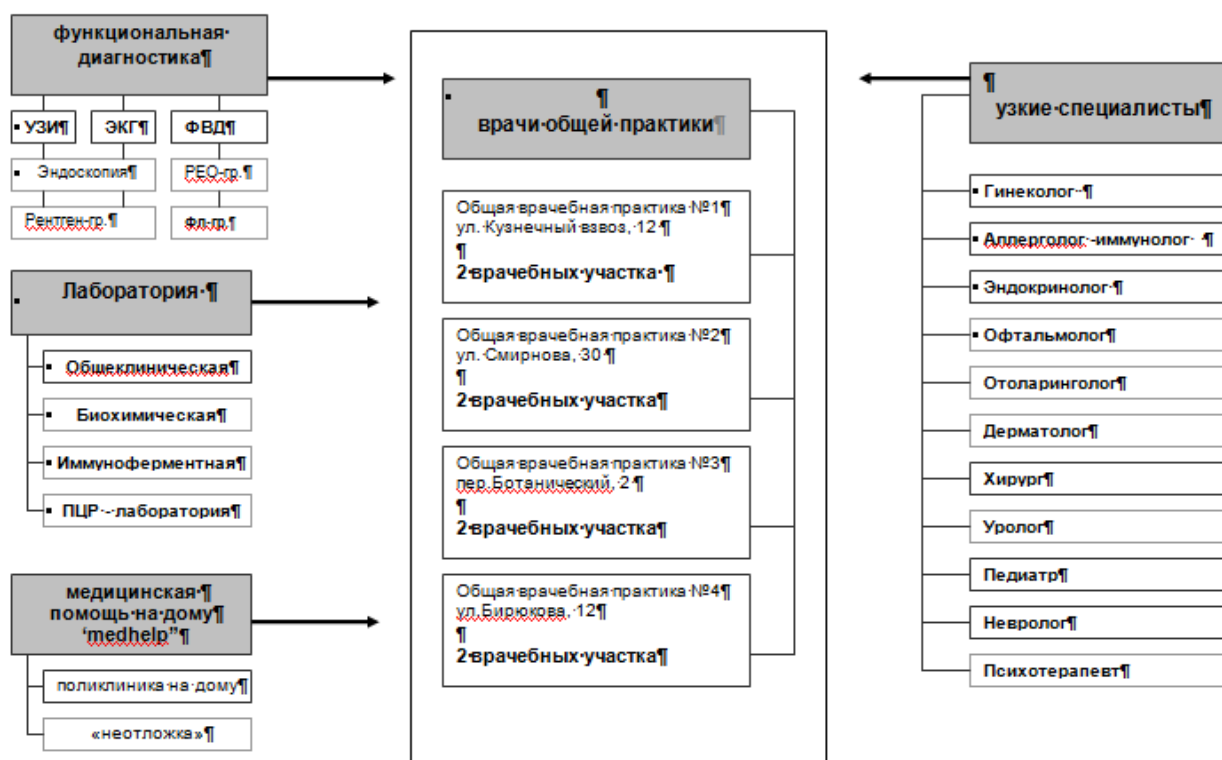 функциональная·
диагностика¶
УЗИ¶
ЭКГ¶
ФВД¶
Эндоскопия¶
РЕО-гр.¶
Рентген-гр.¶
Фл-гр.¶
Лаборатория·¶
Общеклиническая¶
Биохимическая¶
Иммуноферментная¶
ПЦР·-·лаборатория¶
медицинская·¶
помощь·на·дому¶
‘medhelp”¶
поликлиника·на·дому¶
«неотложка»¶
¶
врачи·общей·практики¶
Общая·врачебная·практика·№1¶
ул.·Кузнечный·взвоз,·12·¶
¶
2·врачебных·участка·¶
Общая·врачебная·практика·№2¶
ул.·Смирнова,·30·¶
¶
2·врачебных·участка¶
Общая·врачебная·практика·№3¶
пер.Ботанический,·2·¶
¶
2·врачебных·участка¶
Общая·врачебная·практика·№4¶
ул.Бирюкова,·12¶
¶
2·врачебных·участка¶
¶
узкие·специалисты¶
Гинеколог··¶
Аллерголог·-иммунолог··¶
Эндокринолог·¶
Офтальмолог¶
Отоларинголог¶
Дерматолог¶
Хирург¶
Уролог¶
Педиатр¶
Невролог¶
Психотерапевт¶